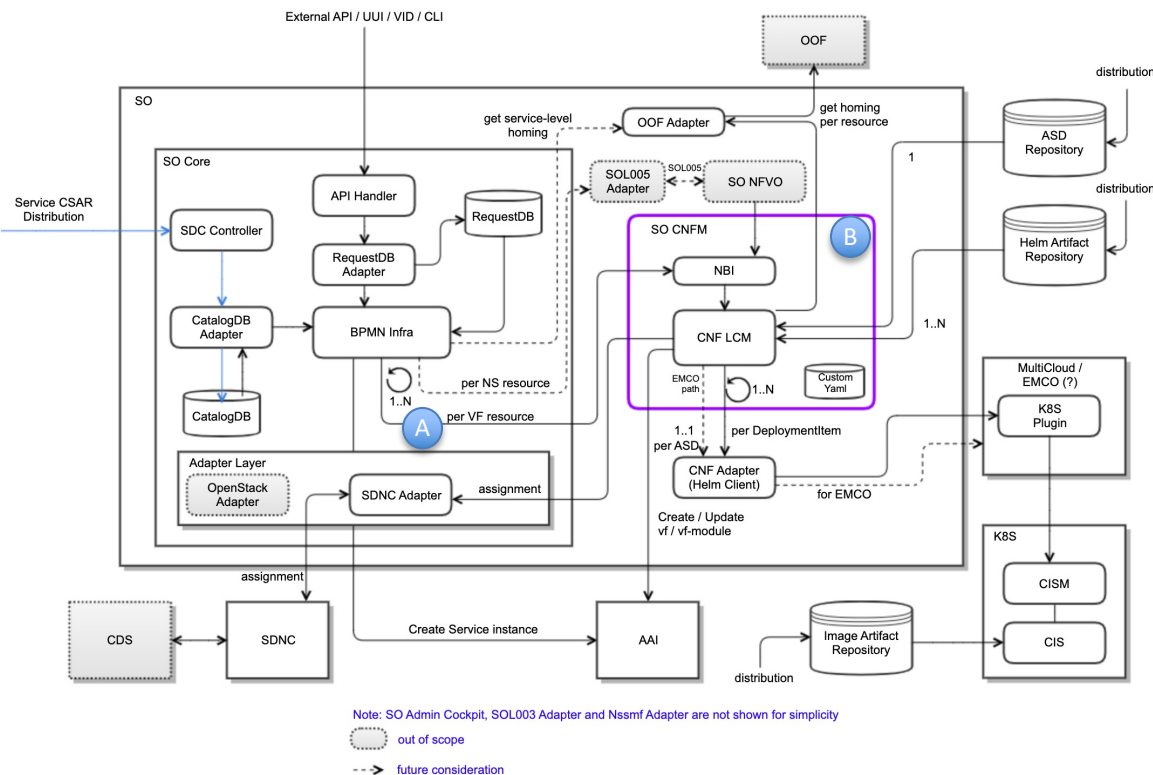 External API / UUI / VID / CLI
OOF
distribution
SO
get service-level
homing
OOF Adapter
get homing
per resource
ASD
Repository
1
SO Core
SOL005
Adapter
SOL005
SO NFVO
distribution
API Handler
RequestDB
Service CSAR
Distribution
SDC Controller
SO CNFM
B
Helm Artifact
Repository
RequestDB
Adapter
NBI
CatalogDB
Adapter
BPMN Infra
CNF LCM
1..N
EMCO
path
Custom
Yaml
MultiCloud /
EMCO (?)
per NS resource
1..N
1..N
K8S
Plugin
CatalogDB
A
per VF resource
1..1
per ASD
per DeploymentItem
Adapter Layer
OpenStack
Adapter
SDNC Adapter
assignment
CNF Adapter
(Helm Client)
for EMCO
Create / Update
vf / vf-module
K8S
assignment
CISM
CDS
SDNC
Create Service instance
AAI
Image Artifact
Repository
CIS
distribution
Note: SO Admin Cockpit, SOL003 Adapter and Nssmf Adapter are not shown for simplicity
out of scope
future consideration